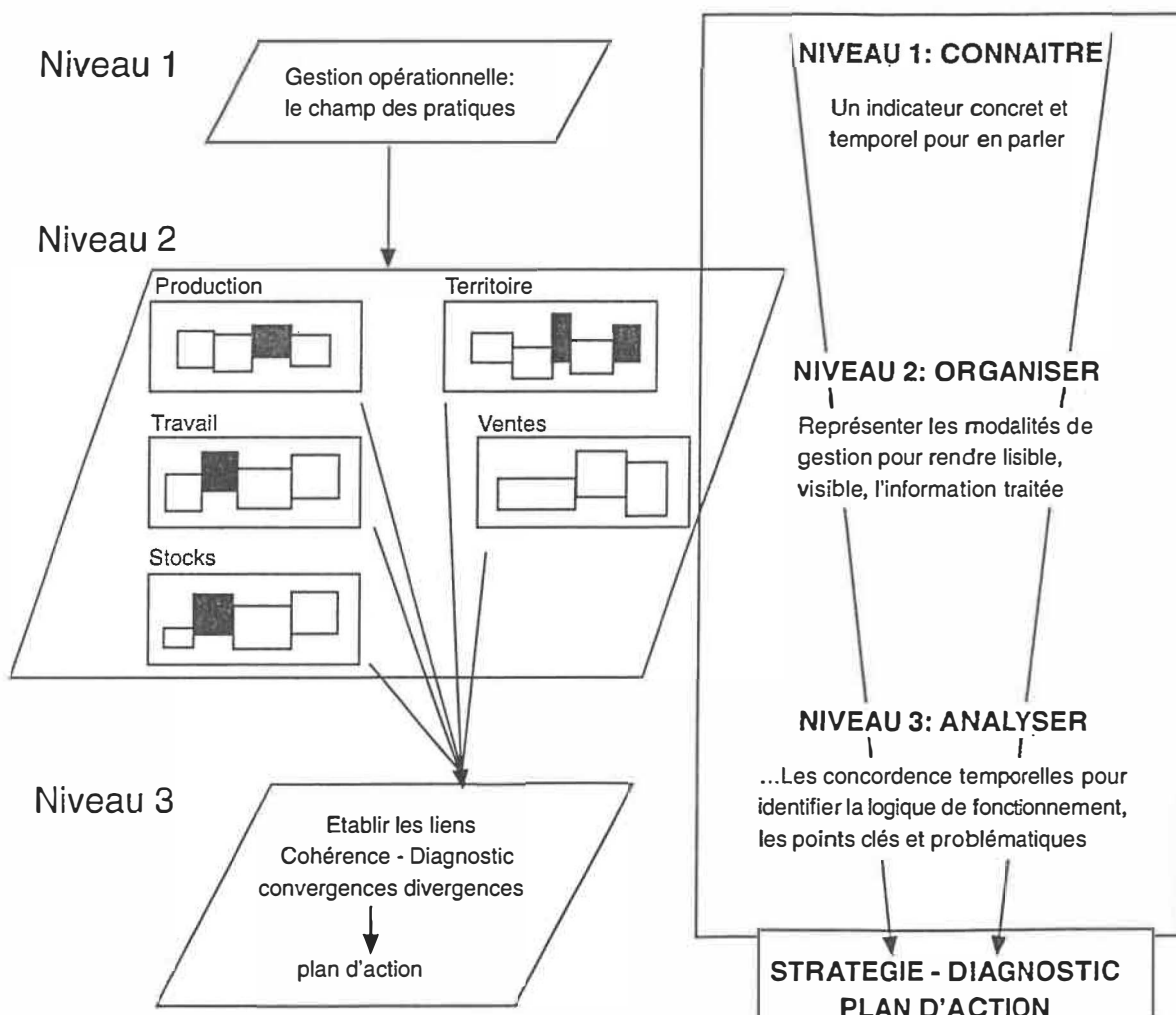 Niveau 1
Gestion opérationnelle:
le champ des pratiques
Niveau 2
Production
Territoire
Travail
Ventes
Stocks
Niveau 3
Etablir les liens
Cohérence - Diagnostic
convergences divergences
plan d'action
NIVEAU 1: CONNAITRE
Un indicateur concret et
temporel pour en parler
NIVEAU 2: ORGANISER
Représenter les modalités de
gestion pour rendre lisible,
visible, l'information traitée
NIVEAU 3: ANALYSER
...Les concordence temporelles pour
identifier la logique de fonctionnement,
les points clés et problématiques
STRATEGIE - DIAGNOSTIC
PLAN D'ACTION